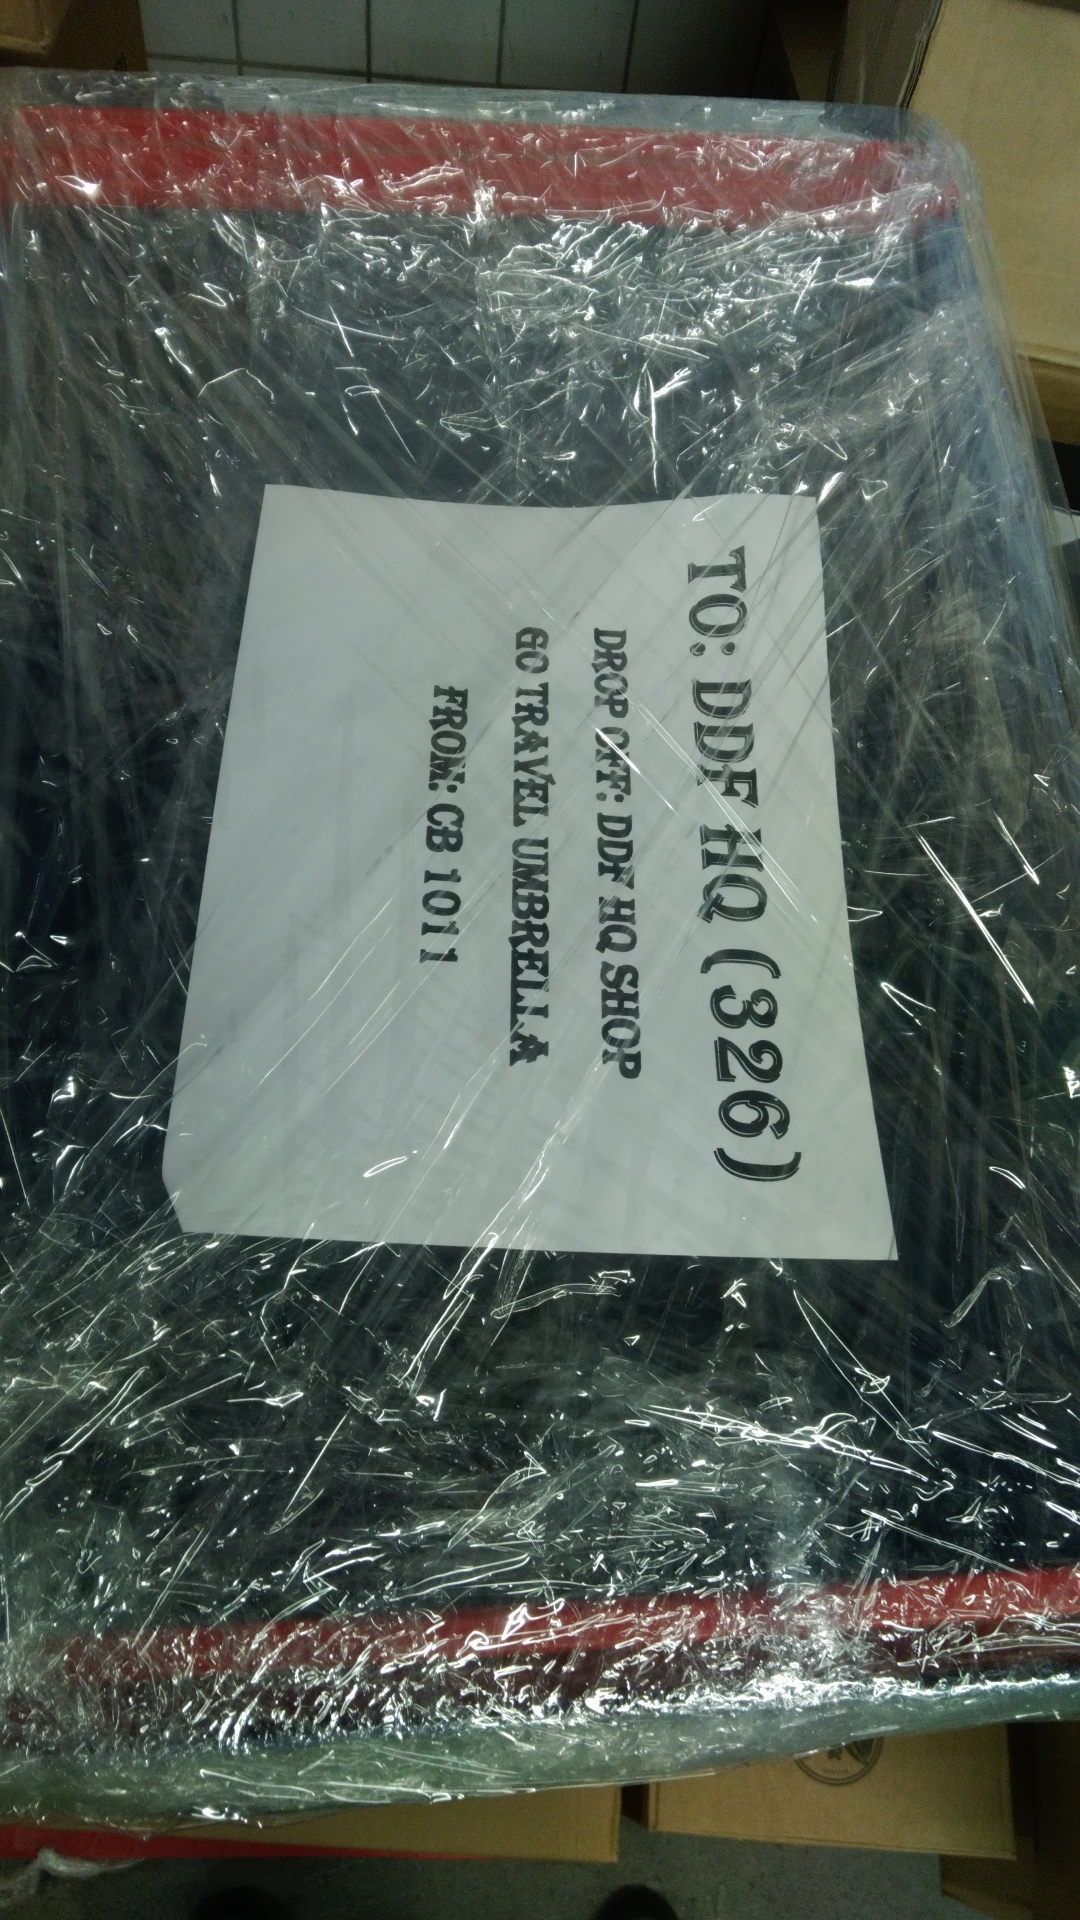 TO: DDF HQ (326)
DROP OFF: DDF HQ SHOP
GO TRAVEL UMBRELLA
FROM: CB 1011